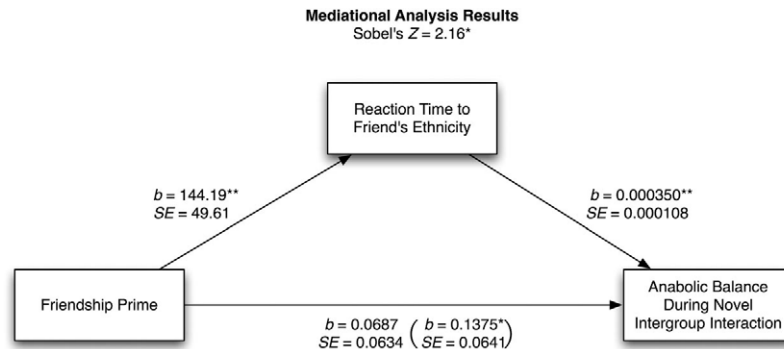 Mediational Analysis Results
Sobel's Z = 2.16*
Reaction Time to
Friend's Ethnicity
b = 144.19**
SE = 49.61
b = 0.000350**
SE = 0.000108
Friendship Prime
Anabolic Balance
During Novel
Intergroup Interaction
b = 0.0687 (b = 0.1375*
SE = 0.0634 SE = 0.0641)